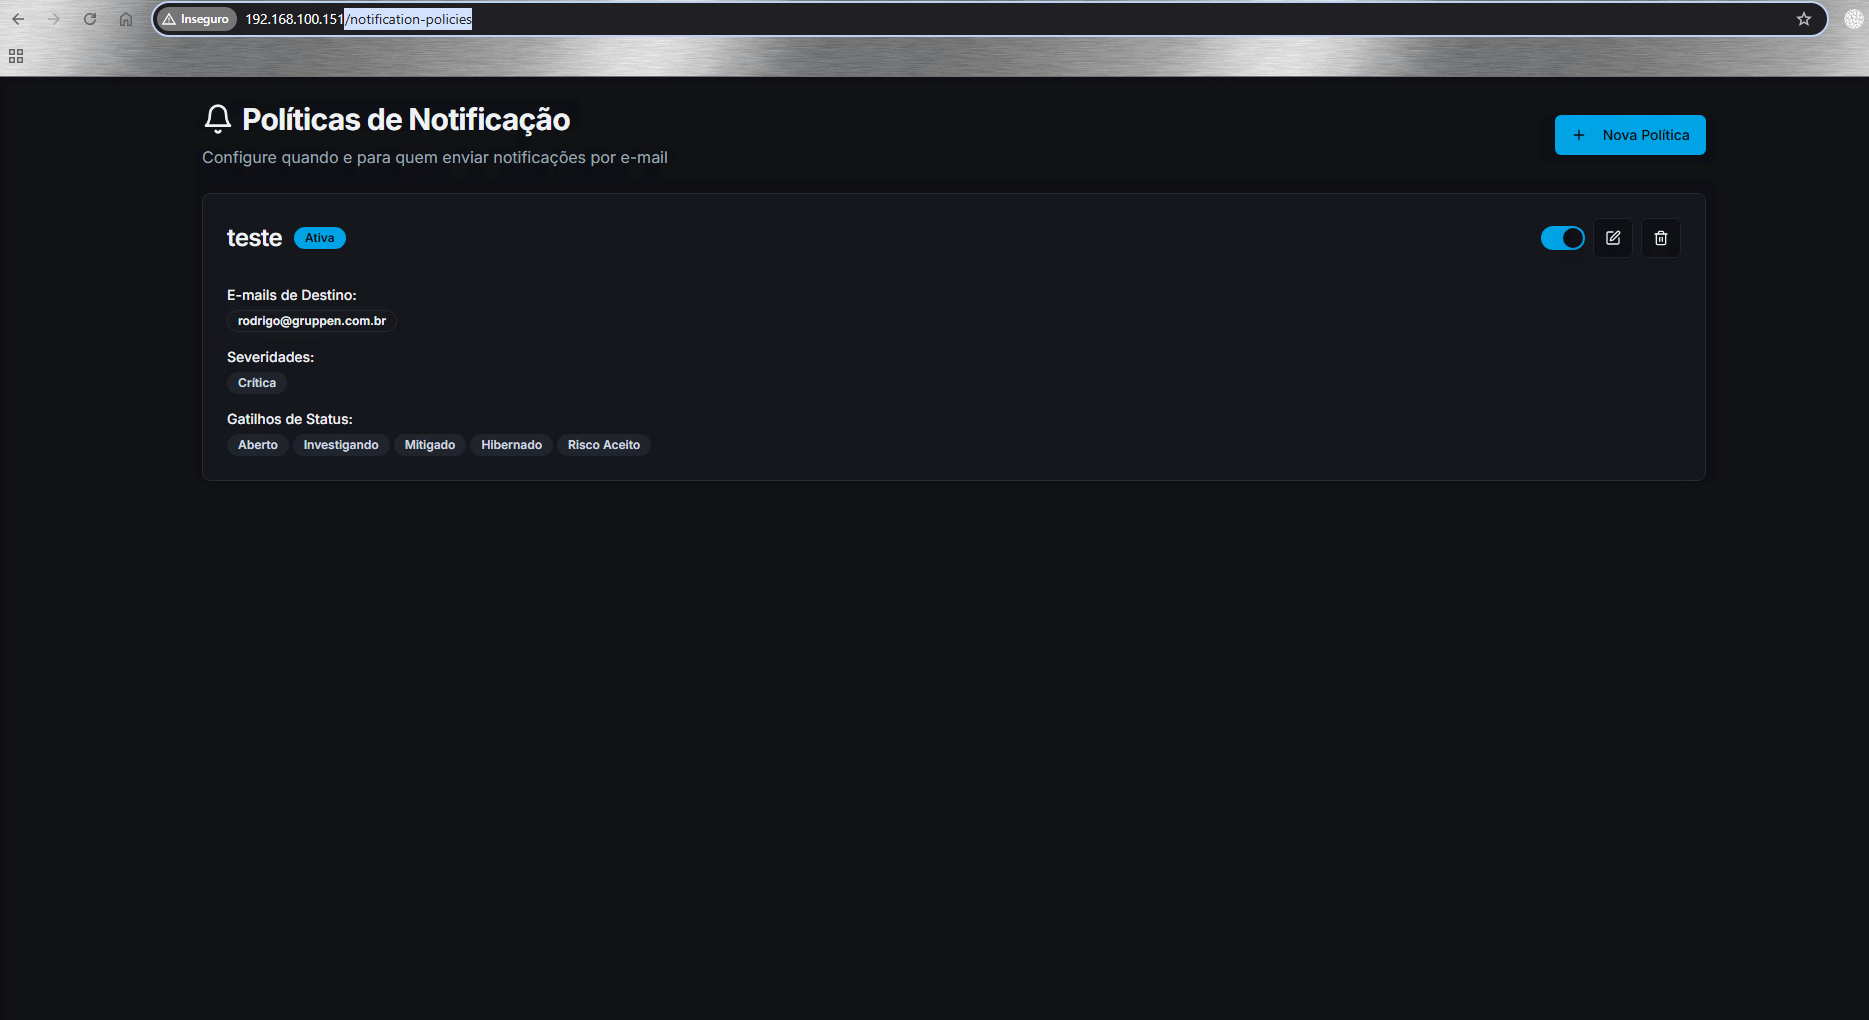 Inseguro 192.168.100.151/notification-policies
Políticas de Notificação
Configure quando e para quem enviar notificações por e-mail
Nova Política
teste Ativa
E-mails de Destino:
rodrigo@gruppen.com.br
Severidades:
Crítica
Gatilhos de Status:
Aberto Investigando Mitigado Hibernado Risco Aceito